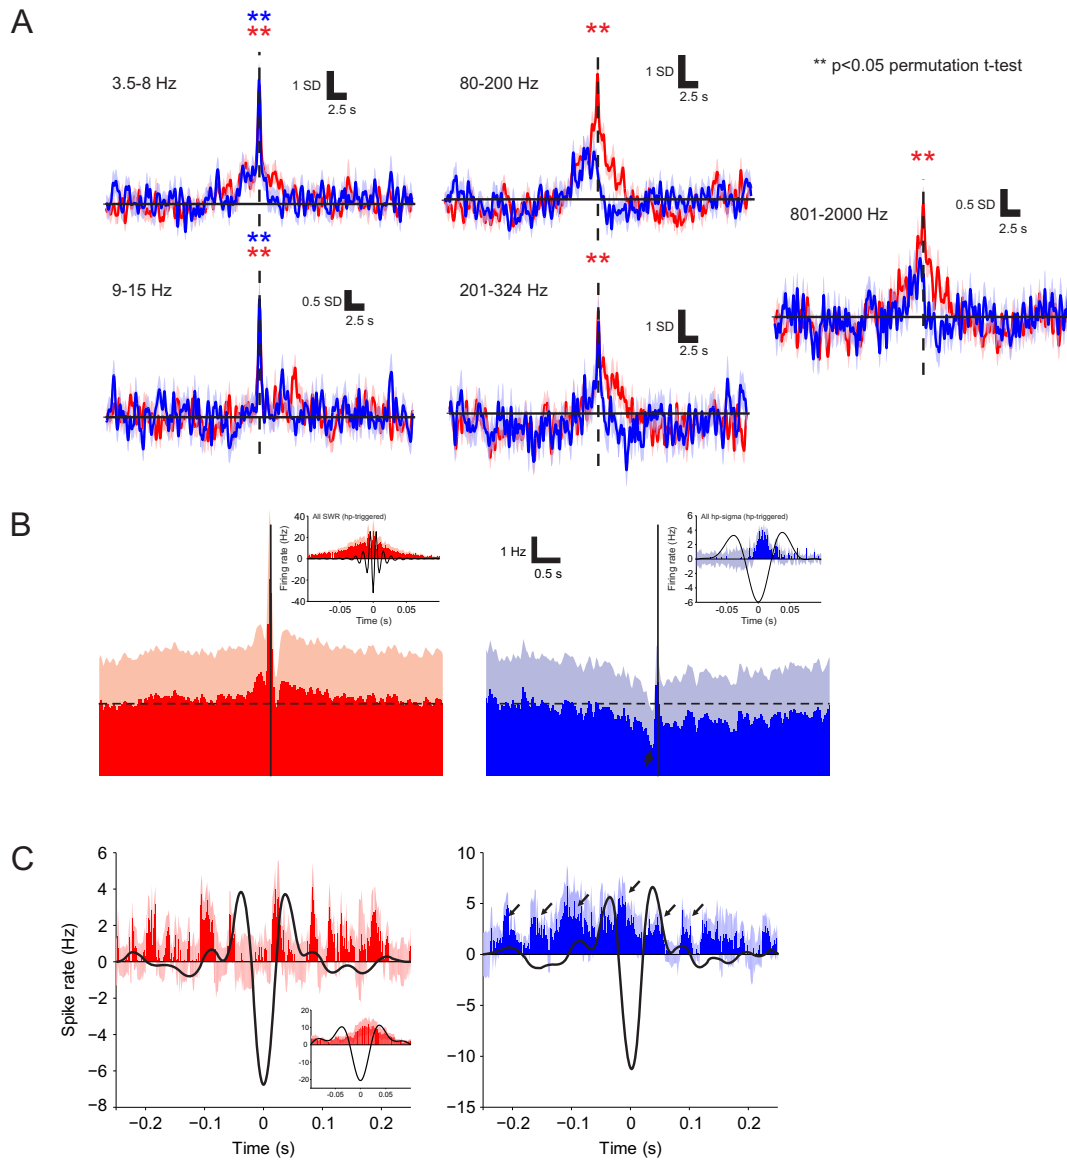 A
**
**
3.5-8 Hz
1 SD
2.5 s
**
80-200 Hz
1 SD
2.5 s
** p<0.05 permutation t-test
**
801-2000 Hz
0.5 SD
2.5 s
**
**
9-15 Hz
0.5 SD
2.5 s
**
201-324 Hz
1 SD
2.5 s
B
All SWR (hp-triggered)
Firing rate (Hz)
40
20
0
-20
-40
-0.05
0
0.05
Time (s)
1 Hz
0.5 s
All hp-sigma (hp-triggered)
Firing rate (Hz)
6
4
2
0
-2
-4
-6
-0.05
0
0.05
Time (s)
C
Spike rate (Hz)
6
4
2
0
−2
−4
−6
−8
−0.2
−0.1
0
0.1
0.2
Time (s)
20
10
0
-10
-20
-0.05
0
0.05
10
5
0
−5
−10
−15
−0.2
−0.1
0
0.1
0.2
Time (s)